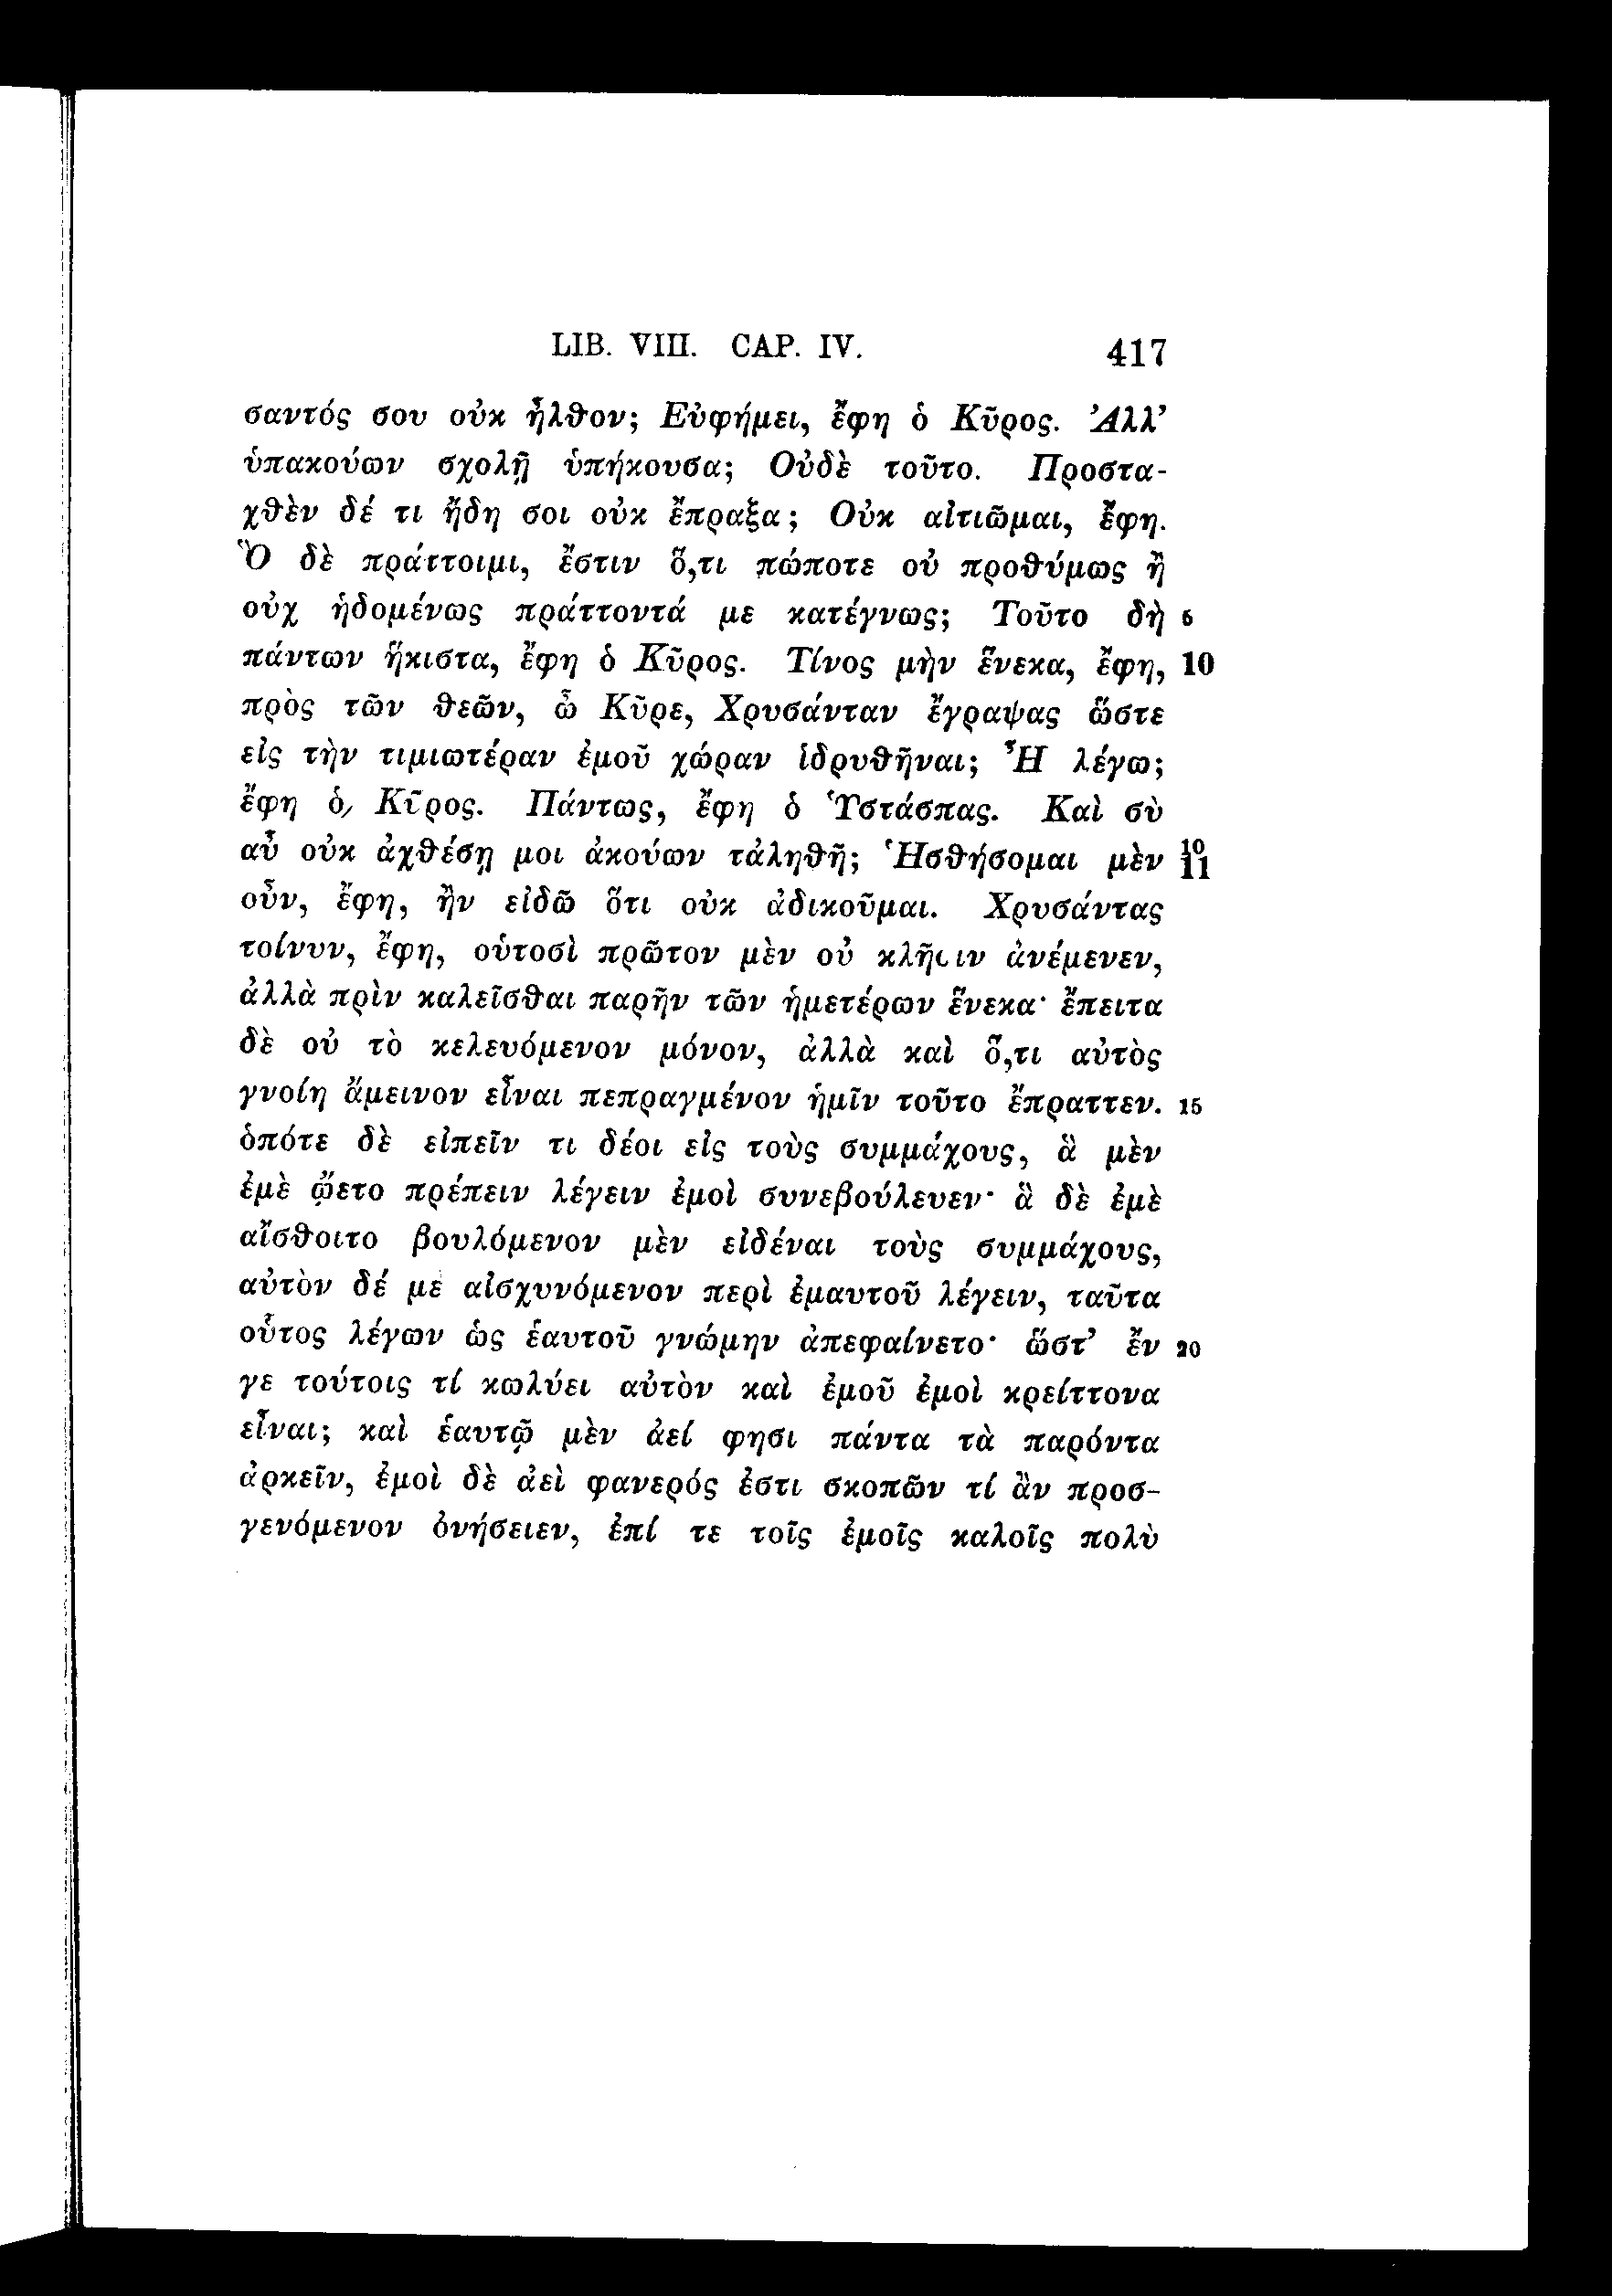 LIB. VIII. CAP. IV. 417
σαντός σου οὐκ ἦλθον; Εὐφήμει, ἔφη ὁ Κῦρος. Ἀλλ’
ὑπακούων σχολῇ ὑπήκουσα; Οὐδὲ τοῦτο. Προστα-
χθὲν δέ τι ἤδη σοι οὐκ ἔπραξα; Οὐκ αἰτιῶμαι, ἔφη.
Ὃ δὲ πράττοιμι, ἔστιν ὅ,τι πώποτε οὐ προθύμως ἢ
οὐχ ἡδομένως πράττοντά με κατέγνως; Τοῦτο δὴ 5
πάντων ἥκιστα, ἔφη ὁ Κῦρος. Τίνος μὴν ἕνεκα, ἔφη, 10
πρὸς τῶν θεῶν, ὦ Κῦρε, Χρυσάνταν ἔγραψας ὥστε
εἰς τὴν τιμιωτέραν ἐμοῦ χώραν ἱδρυθῆναι; Ἦ λέγω;
ἔφη ὁ Κῦρος. Πάντως, ἔφη ὁ Ὑστάσπας. Καὶ σὺ
αὖ οὐκ ἀχθέσῃ μοι ἀκούων τἀληθῆ; Ἡσθήσομαι μὲν 10 11
οὖν, ἔφη, ἢν εἰδῶ ὅτι οὐκ ἀδικοῦμαι. Χρυσάντας
τοίνυν, ἔφη, οὑτοσὶ πρῶτον μὲν οὐ κλῆσιν ἀνέμενεν,
ἀλλὰ πρὶν καλεῖσθαι παρῆν τῶν ἡμετέρων ἕνεκα· ἔπειτα
δὲ οὐ τὸ κελευόμενον μόνον, ἀλλὰ καὶ ὅ,τι αὐτὸς
γνοίη ἄμεινον εἶναι πεπραγμένον ἡμῖν τοῦτο ἔπραττεν. 15
ὁπότε δὲ εἰπεῖν τι δέοι εἰς τοὺς συμμάχους, ἃ μὲν
ἐμὲ ᾤετο πρέπειν λέγειν ἐμοὶ συνεβούλευεν· ἃ δὲ ἐμὲ
αἴσθοιτο βουλόμενον μὲν εἰδέναι τοὺς συμμάχους,
αὐτὸν δέ με αἰσχυνόμενον περὶ ἐμαυτοῦ λέγειν, ταῦτα
οὗτος λέγων ὡς ἑαυτοῦ γνώμην ἀπεφαίνετο· ὥστ’ ἔν 20
γε τούτοις τί κωλύει αὐτὸν καὶ ἐμοῦ ἐμοὶ κρείττονα
εἶναι; καὶ ἑαυτῷ μὲν ἀεί φησι πάντα τὰ παρόντα
ἀρκεῖν, ἐμοὶ δὲ ἀεὶ φανερός ἐστι σκοπῶν τί ἂν προσ-
γενόμενον ὀνήσειεν, ἐπί τε τοῖς ἐμοῖς καλοῖς πολὺ